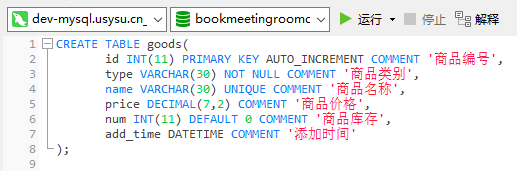 dev-mysql.usysu.cn_
bookmeetingroomc
运行
停止
解释
1 CREATE TABLE goods(
2 id INT(11) PRIMARY KEY AUTO_INCREMENT COMMENT '商品编号',
3 type VARCHAR(30) NOT NULL COMMENT '商品类别',
4 name VARCHAR(30) UNIQUE COMMENT '商品名称',
5 price DECIMAL(7,2) COMMENT '商品价格',
6 num INT(11) DEFAULT 0 COMMENT '商品库存',
7 add_time DATETIME COMMENT '添加时间'
8 );
9